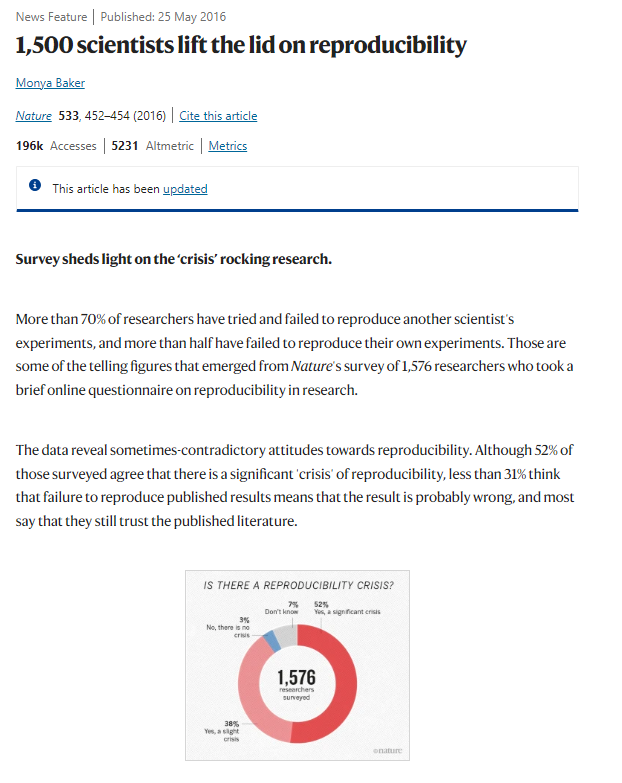 News Feature | Published: 25 May 2016
1,500 scientists lift the lid on reproducibility
Monya Baker
Nature 533, 452–454 (2016) | Cite this article
196k Accesses | 5231 Altmetric | Metrics
This article has been updated
Survey sheds light on the ‘crisis’ rocking research.
More than 70% of researchers have tried and failed to reproduce another scientist's
experiments, and more than half have failed to reproduce their own experiments. Those are
some of the telling figures that emerged from Nature's survey of 1,576 researchers who took a
brief online questionnaire on reproducibility in research.
The data reveal sometimes-contradictory attitudes towards reproducibility. Although 52% of
those surveyed agree that there is a significant 'crisis' of reproducibility, less than 31% think
that failure to reproduce published results means that the result is probably wrong, and most
say that they still trust the published literature.
IS THERE A REPRODUCIBILITY CRISIS?
7%
Don't know
52%
Yes, a significant crisis
3%
No, there is no
crisis
1,576
researchers
surveyed
38%
Yes, a slight
crisis
©nature